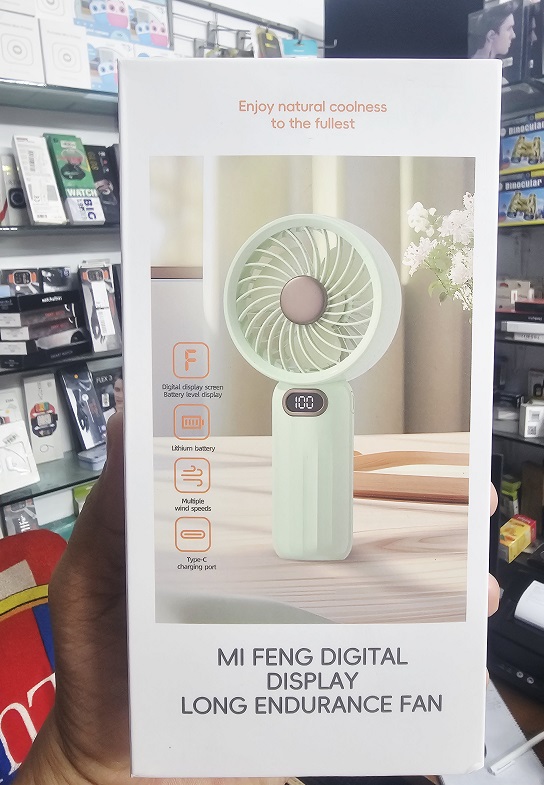 Enjoy natural coolness
to the fullest
F
Digital display screen
Battery level display
Lithium battery
Multiple
wind speeds
Type-C
charging port
100
MI FENG DIGITAL
DISPLAY
LONG ENDURANCE FAN
WATCH
BIG
Binocular
Binocular